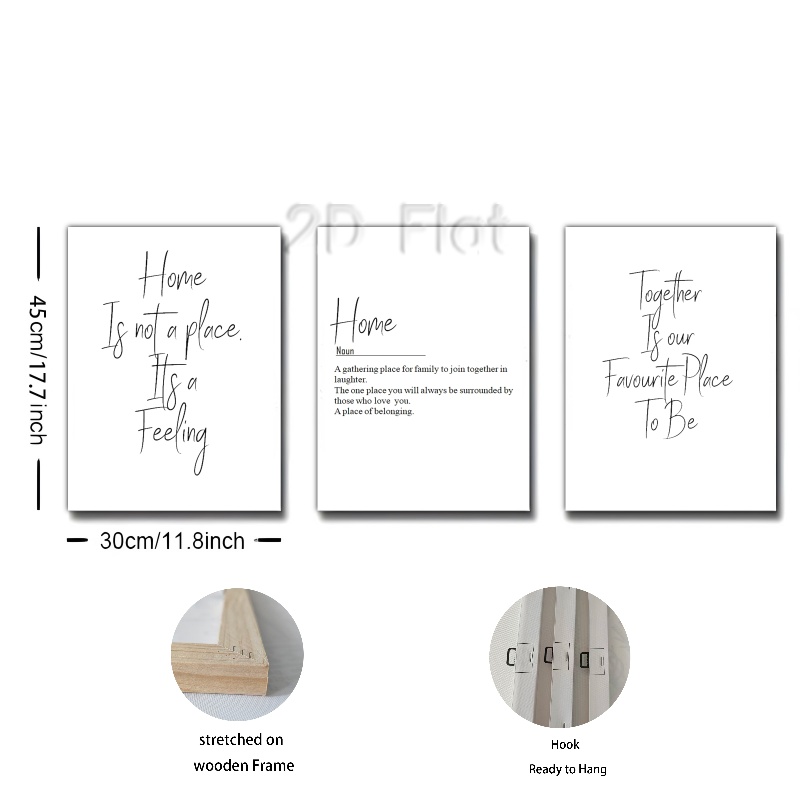 2D Flat
Home
Is not a place.
It's a
Feeling
Home
Noun
A gathering place for family to join together in
laughter.
The one place you will always be surrounded by
those who love you.
A place of belonging.
Together
Is our
Favourite Place
To Be
45cm/17.7inch
30cm/11.8inch
stretched on
wooden Frame
Hook
Ready to Hang